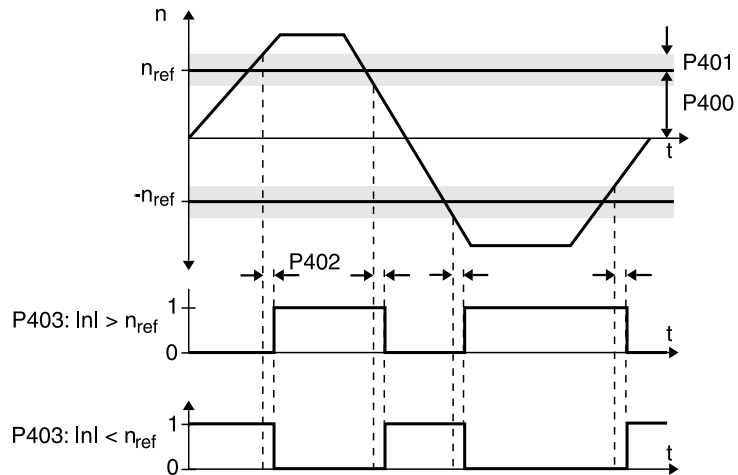 n
P401
n_ref
P400
t
-n_ref
P402
P403: |n| > n_ref
1
t
0
P403: |n| < n_ref
1
t
0